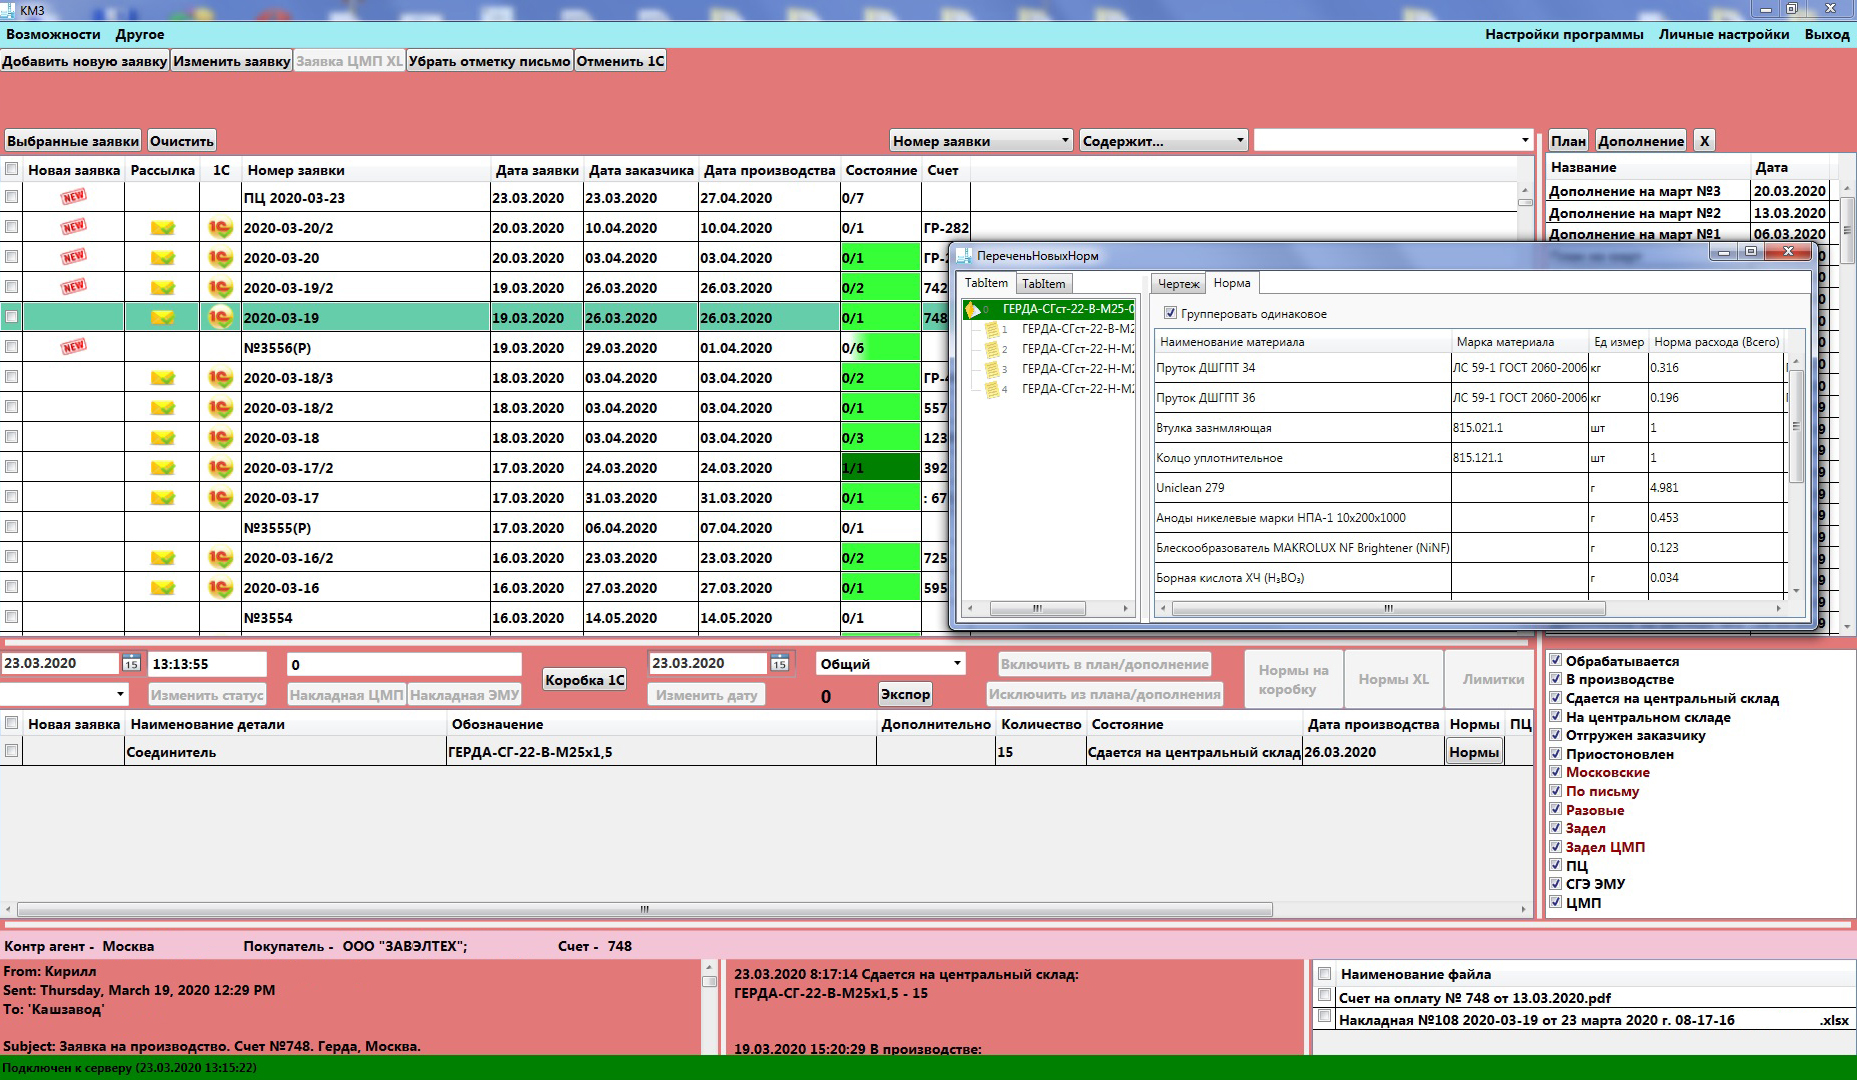 КМЗ
Возможности Другое Настройки программы Личные настройки Выход
Добавить новую заявку Изменить заявку Заявка ЦМП XL Убрать отметку письмо Отменить 1С
Выбранные заявки Очистить Номер заявки Содержит... План Дополнение X
Новая заявка Рассылка 1С Номер заявки Дата заявки Дата заказчика Дата производства Состояние Счет
NEW ПЦ 2020-03-23 23.03.2020 23.03.2020 27.04.2020 0/7
NEW 2020-03-20/2 20.03.2020 10.04.2020 10.04.2020 0/1 ГР-282
NEW 2020-03-20 20.03.2020 03.04.2020 03.04.2020 0/1
NEW 2020-03-19/2 19.03.2020 26.03.2020 26.03.2020 0/2 742
2020-03-19 19.03.2020 26.03.2020 26.03.2020 0/1 748
NEW №3556(Р) 19.03.2020 29.03.2020 01.04.2020 0/6
2020-03-18/3 18.03.2020 03.04.2020 03.04.2020 0/2
2020-03-18/2 18.03.2020 03.04.2020 03.04.2020 0/1 557
2020-03-18 18.03.2020 03.04.2020 03.04.2020 0/3 123
2020-03-17/2 17.03.2020 24.03.2020 24.03.2020 1/1 392
2020-03-17 17.03.2020 31.03.2020 31.03.2020 0/1 : 67
№3555(Р) 17.03.2020 06.04.2020 07.04.2020 0/1
2020-03-16/2 16.03.2020 23.03.2020 23.03.2020 0/2 725
2020-03-16 16.03.2020 27.03.2020 27.03.2020 0/1 595
№3554 16.03.2020 14.05.2020 14.05.2020 0/1
Название Дата
Дополнение на март №3 20.03.2020
Дополнение на март №2 13.03.2020
Дополнение на март №1 06.03.2020
ПереченьНовыхНорм
TabItem TabItem Чертеж Норма
ГЕРДА-СГст-22-В-М25-0
1 ГЕРДА-СГст-22-В-М2
2 ГЕРДА-СГст-22-Н-М2
3 ГЕРДА-СГст-22-Н-М2
4 ГЕРДА-СГст-22-Н-М2
Групперовать одинаковое
Наименование материала Марка материала Ед измер Норма расхода (Всего)
Пруток ДШГПТ 34 ЛС 59-1 ГОСТ 2060-2006 кг 0.316
Пруток ДШГПТ 36 ЛС 59-1 ГОСТ 2060-2006 кг 0.196
Втулка зазнмляющая 815.021.1 шт 1
Колцо уплотнительное 815.121.1 шт 1
Uniclean 279 г 4.981
Аноды никелевые марки НПА-1 10х200х1000 г 0.453
Блескообразователь MAKROLUX NF Brightener (NiNF) г 0.123
Борная кислота ХЧ (H₃BO₃) г 0.034
23.03.2020 15 13:13:55 0 Коробка 1С 23.03.2020 15 Общий Включить в план/дополнение Нормы на коробку Нормы XL Лимитки
Изменить статус Накладная ЦМП Накладная ЭМУ Изменить дату 0 Экспор Исключить из плана/дополнения
Новая заявка Наименование детали Обозначение Дополнительно Количество Состояние Дата производства Нормы ПЦ
Соединитель ГЕРДА-СГ-22-В-М25х1,5 15 Сдается на центральный склад 26.03.2020 Нормы
Обрабатывается
В производстве
Сдается на центральный склад
На центральном складе
Отгружен заказчику
Приостоновлен
Московские
По письму
Разовые
Задел
Задел ЦМП
ПЦ
СГЭ ЭМУ
ЦМП
Контр агент - Москва Покупатель - ООО "ЗАВЭЛТЕХ"; Счет - 748
From: Кирилл
Sent: Thursday, March 19, 2020 12:29 PM
To: 'Кашзавод'
Subject: Заявка на производство. Счет №748. Герда, Москва.
23.03.2020 8:17:14 Сдается на центральный склад:
ГЕРДА-СГ-22-В-М25х1,5 - 15
19.03.2020 15:20:29 В производстве:
Наименование файла
Счет на оплату № 748 от 13.03.2020.pdf
Накладная №108 2020-03-19 от 23 марта 2020 г. 08-17-16 .xlsx
Подключен к серверу (23.03.2020 13:15:22)